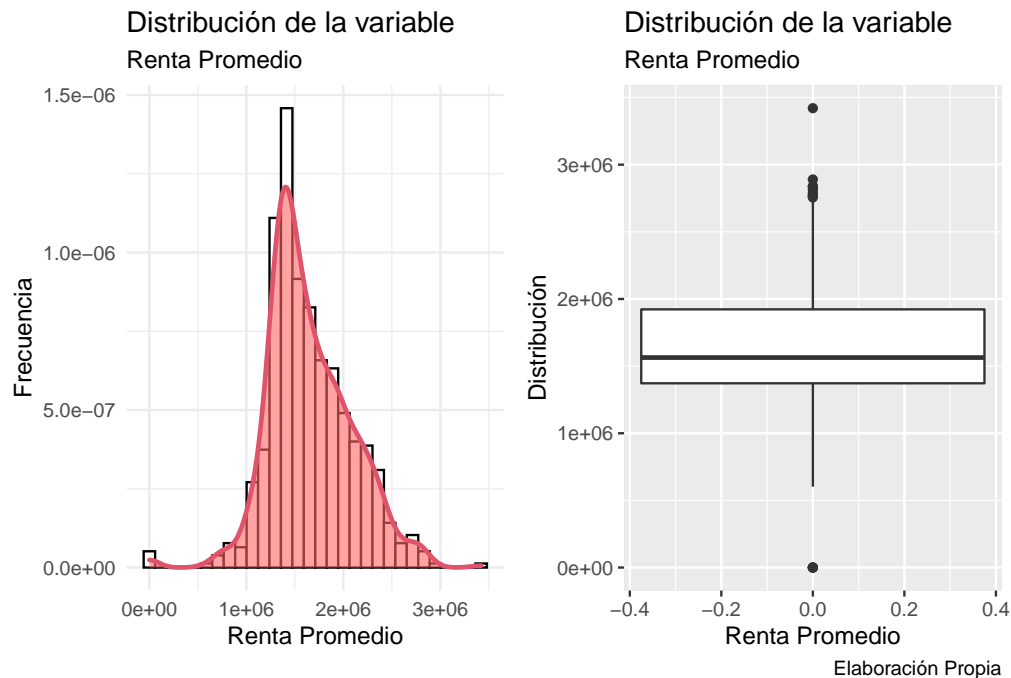 Distribución de la variable
Renta Promedio
1.5e−06
1.0e−06
5.0e−07
0.0e+00
Frecuencia
0e+00 1e+06 2e+06 3e+06
Renta Promedio
Distribución de la variable
Renta Promedio
3e+06
2e+06
1e+06
0e+00
Distribución
−0.4 −0.2 0.0 0.2 0.4
Renta Promedio
Elaboración Propia